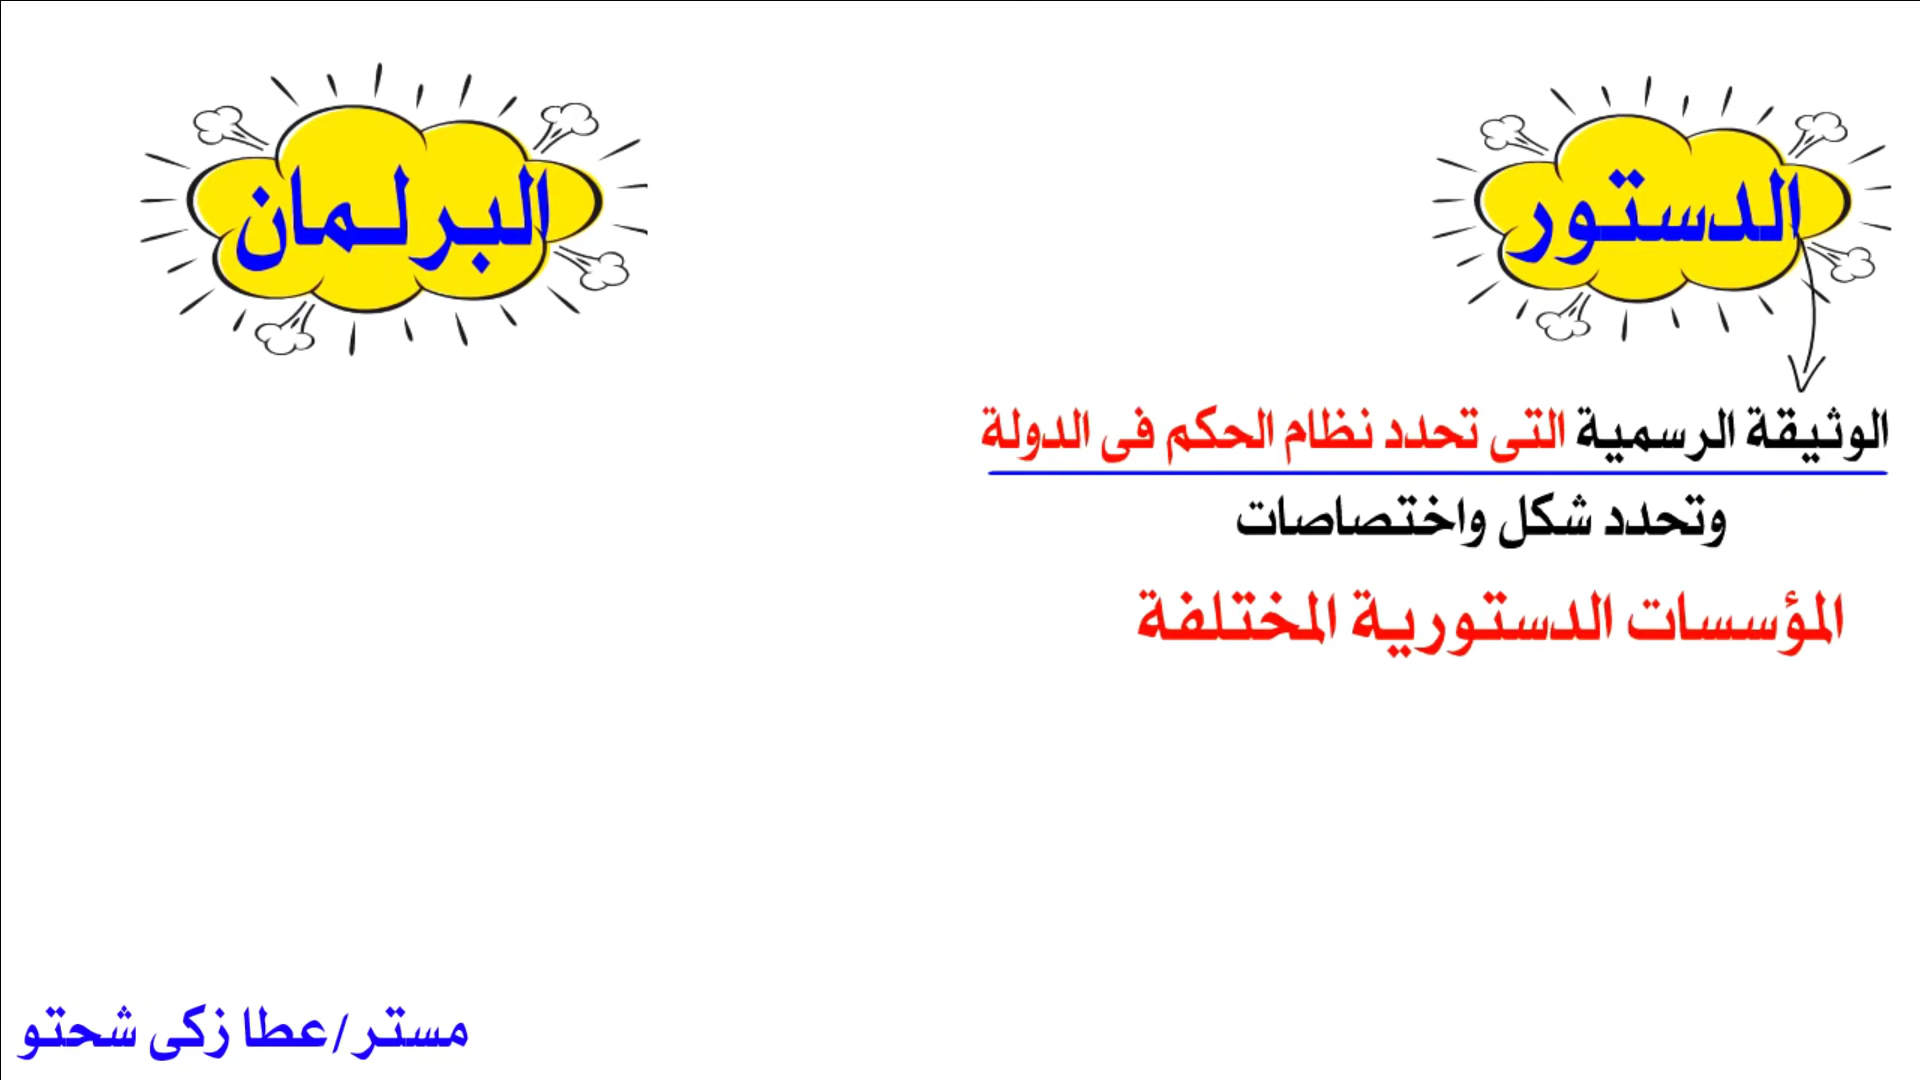 الدستور
البرلمان
الوثيقة الرسمية التى تحدد نظام الحكم فى الدولة
وتحدد شكل واختصاصات
المؤسسات الدستورية المختلفة
مستر/عطا زكى شحتو